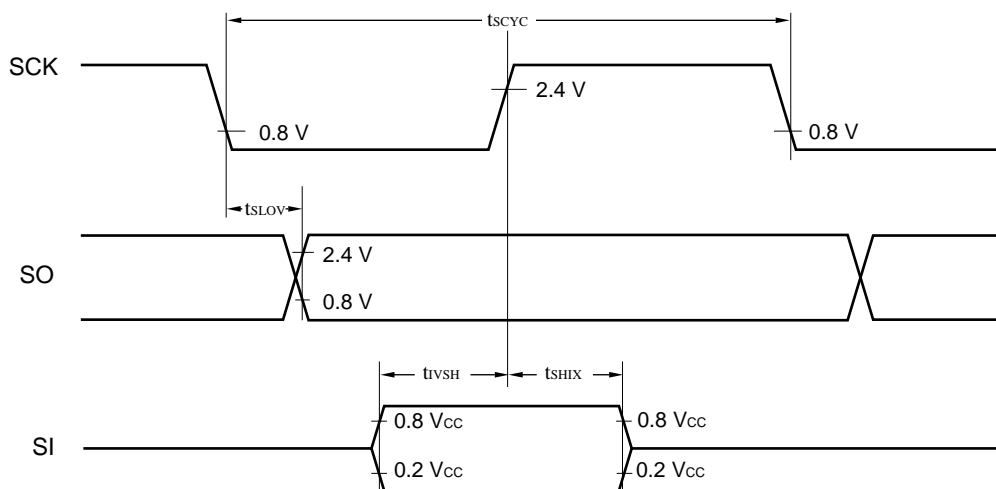 tSCYC
SCK
2.4 V
0.8 V
0.8 V
tSLOV
SO
2.4 V
0.8 V
tIVSH
tSHIX
0.8 VCC
0.8 VCC
SI
0.2 VCC
0.2 VCC